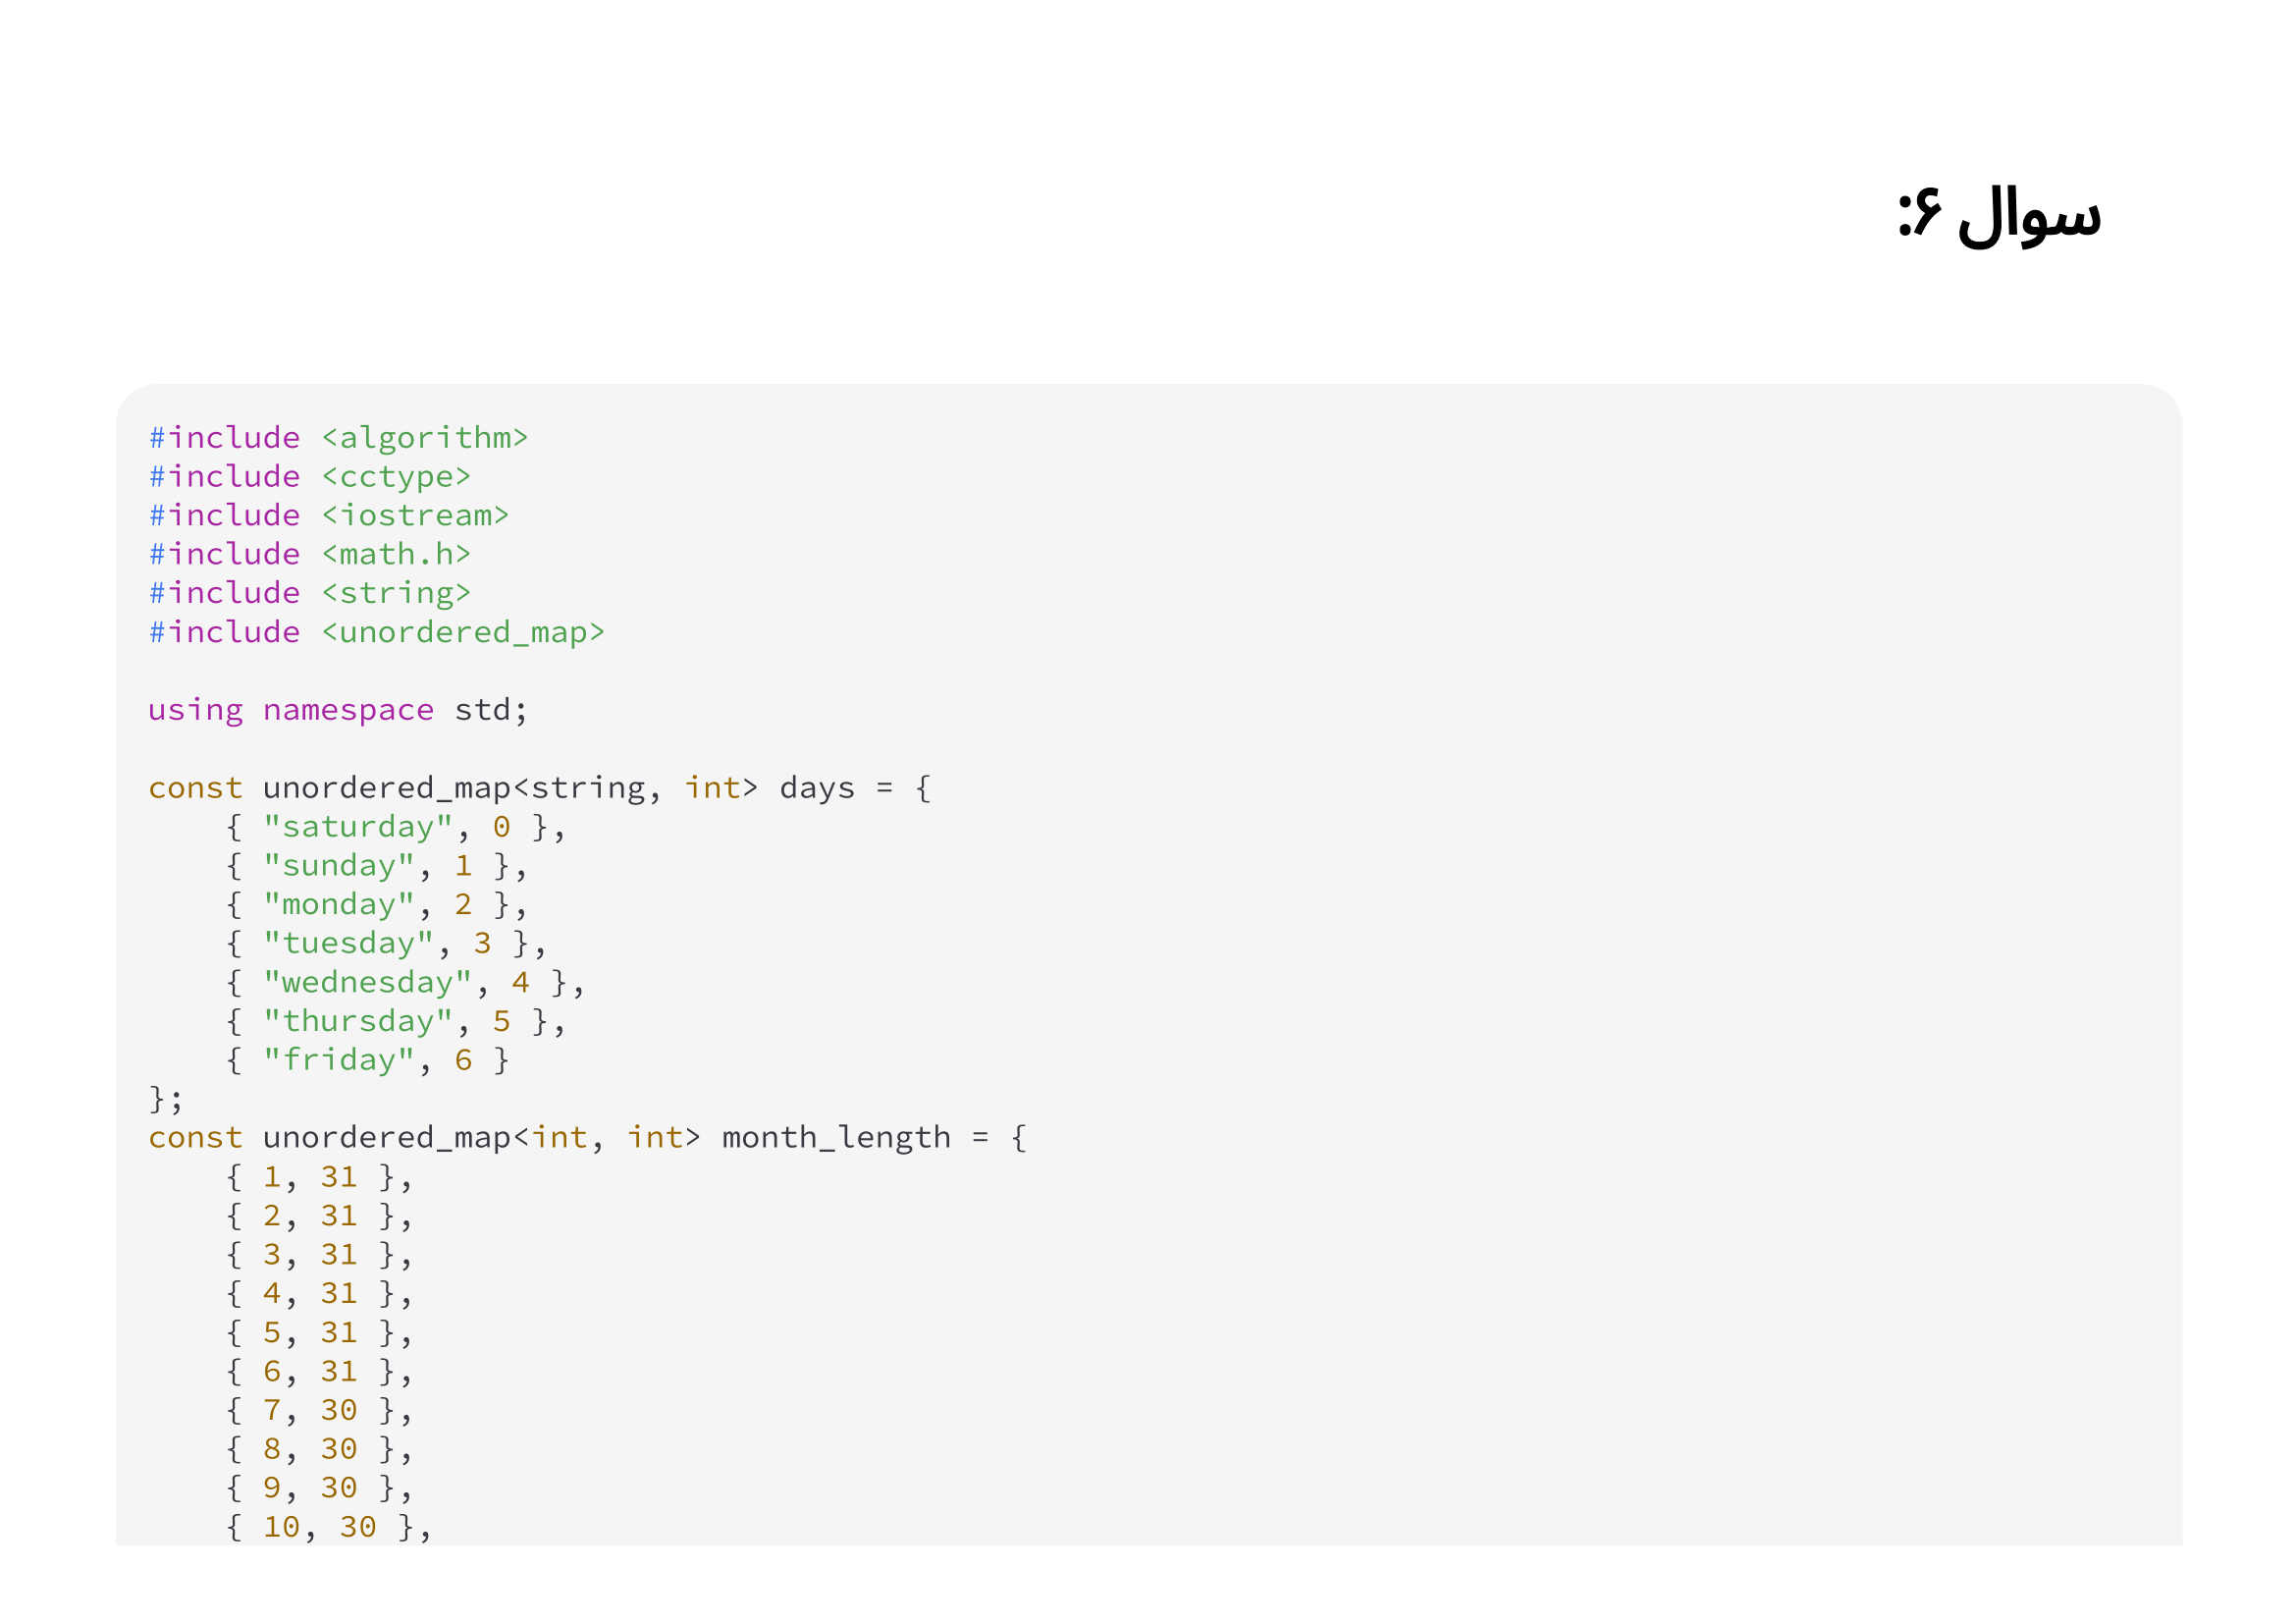 سوال ۶:
#include <algorithm>
#include <cctype>
#include <iostream>
#include <math.h>
#include <string>
#include <unordered_map>
using namespace std;
const unordered_map<string, int> days = {
    { "saturday", 0 },
    { "sunday", 1 },
    { "monday", 2 },
    { "tuesday", 3 },
    { "wednesday", 4 },
    { "thursday", 5 },
    { "friday", 6 }
};
const unordered_map<int, int> month_length = {
    { 1, 31 },
    { 2, 31 },
    { 3, 31 },
    { 4, 31 },
    { 5, 31 },
    { 6, 31 },
    { 7, 30 },
    { 8, 30 },
    { 9, 30 },
    { 10, 30 },